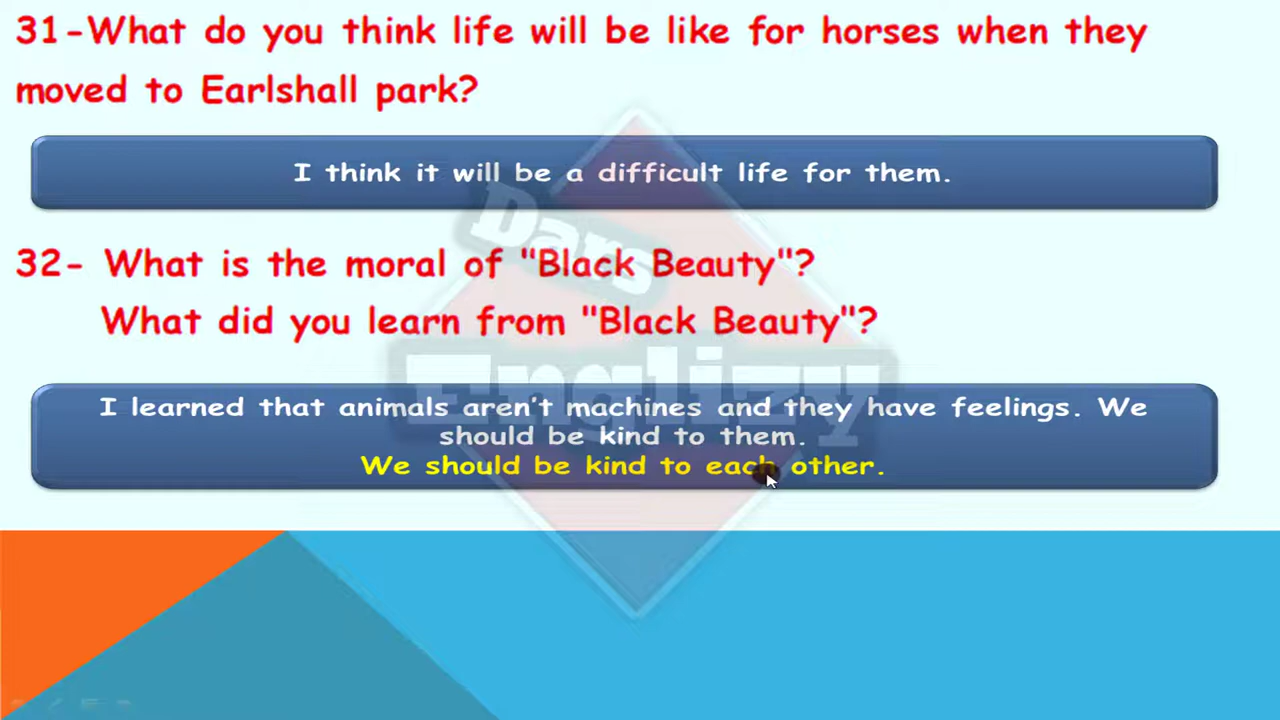 31-What do you think life will be like for horses when they
moved to Earlshall park?
I think it will be a difficult life for them.
32- What is the moral of "Black Beauty"?
What did you learn from "Black Beauty"?
I learned that animals aren't machines and they have feelings. We
should be kind to them.
We should be kind to each other.
Dars
Englizy